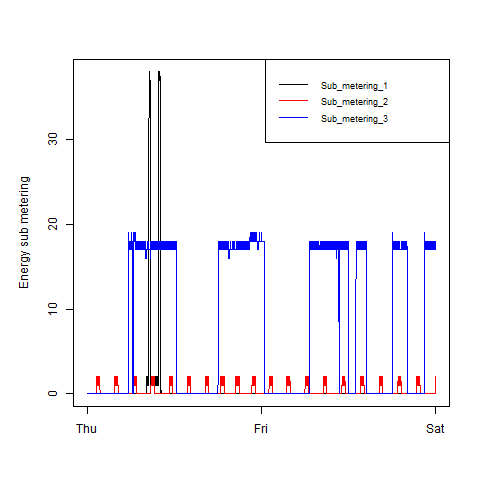 Sub_metering_1
Sub_metering_2
Sub_metering_3
Energy sub metering
30
20
10
0
Thu
Fri
Sat